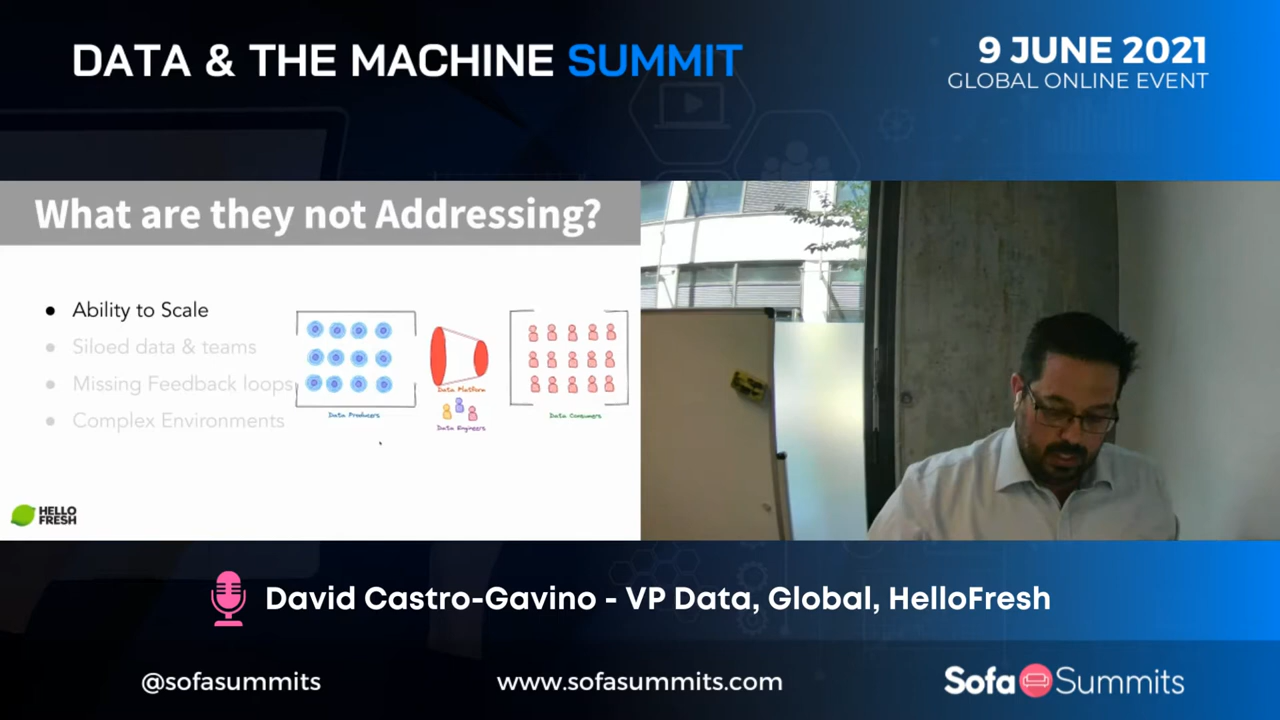 DATA & THE MACHINE SUMMIT
9 JUNE 2021
GLOBAL ONLINE EVENT
What are they not Addressing?
• Ability to Scale
• Siloed data & teams
• Missing Feedback loops
• Complex Environments
Data Producers
Data Platform
Data Engineers
Data Consumers
HELLO
FRESH
David Castro-Gavino - VP Data, Global, HelloFresh
@sofasummits
www.sofasummits.com
Sofa Summits